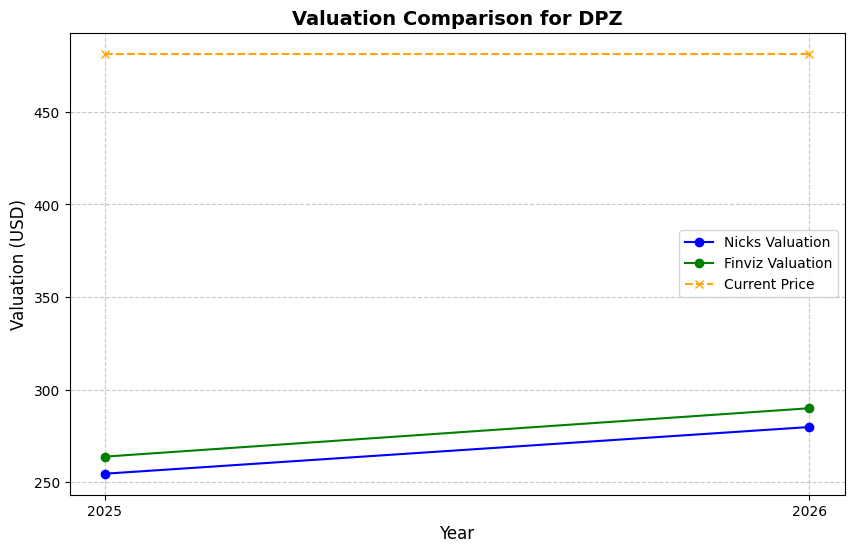 Valuation Comparison for DPZ
Valuation (USD)
450
400
350
300
250
Nicks Valuation
Finviz Valuation
Current Price
2025
2026
Year